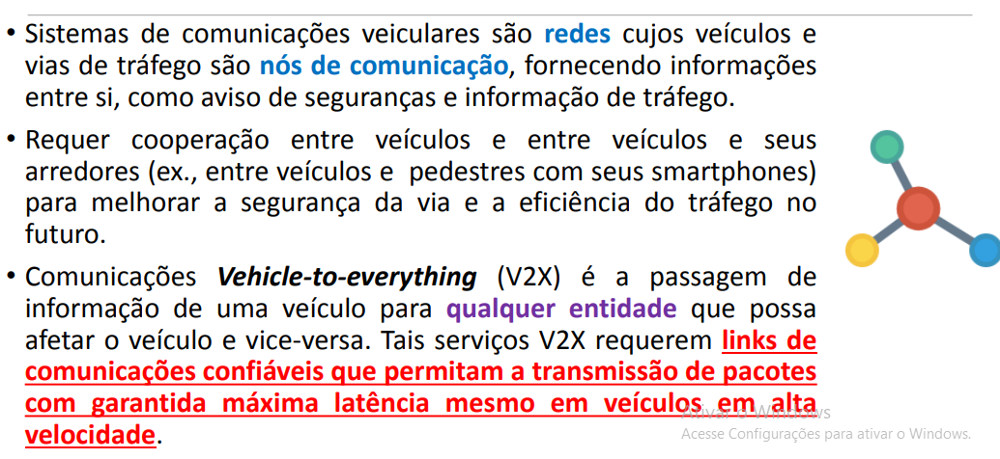 • Sistemas de comunicações veiculares são redes cujos veículos e
vias de tráfego são nós de comunicação, fornecendo informações
entre si, como aviso de seguranças e informação de tráfego.
• Requer cooperação entre veículos e entre veículos e seus
arredores (ex., entre veículos e pedestres com seus smartphones)
para melhorar a segurança da via e a eficiência do tráfego no
futuro.
• Comunicações Vehicle-to-everything (V2X) é a passagem de
informação de uma veículo para qualquer entidade que possa
afetar o veículo e vice-versa. Tais serviços V2X requerem links de
comunicações confiáveis que permitam a transmissão de pacotes
com garantida máxima latência mesmo em veículos em alta
velocidade.
Ativar o Windows
Acesse Configurações para ativar o Windows.